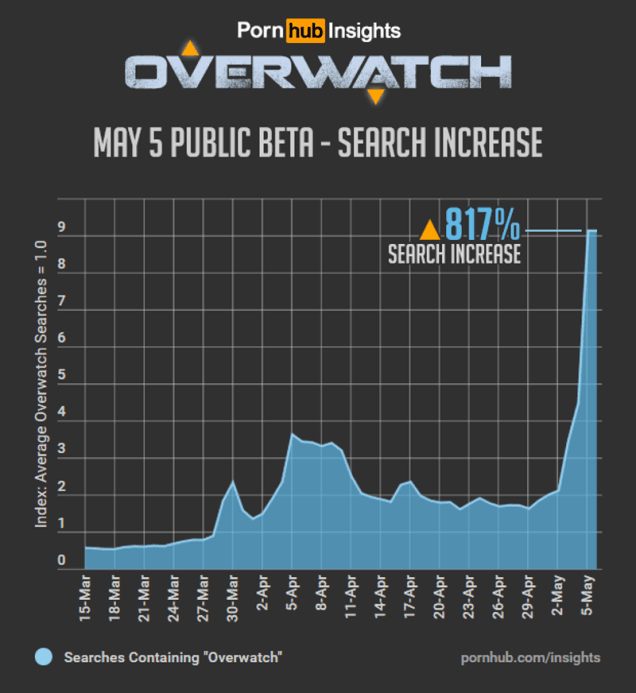 Porn hub Insights
OVERWATCH
MAY 5 PUBLIC BETA - SEARCH INCREASE
817%
SEARCH INCREASE
Index: Average Overwatch Searches = 1.0
9
8
7
6
5
4
3
2
1
0
15-Mar
18-Mar
21-Mar
24-Mar
27-Mar
30-Mar
2-Apr
5-Apr
8-Apr
11-Apr
14-Apr
17-Apr
20-Apr
23-Apr
26-Apr
29-Apr
2-May
5-May
Searches Containing "Overwatch"
pornhub.com/insights